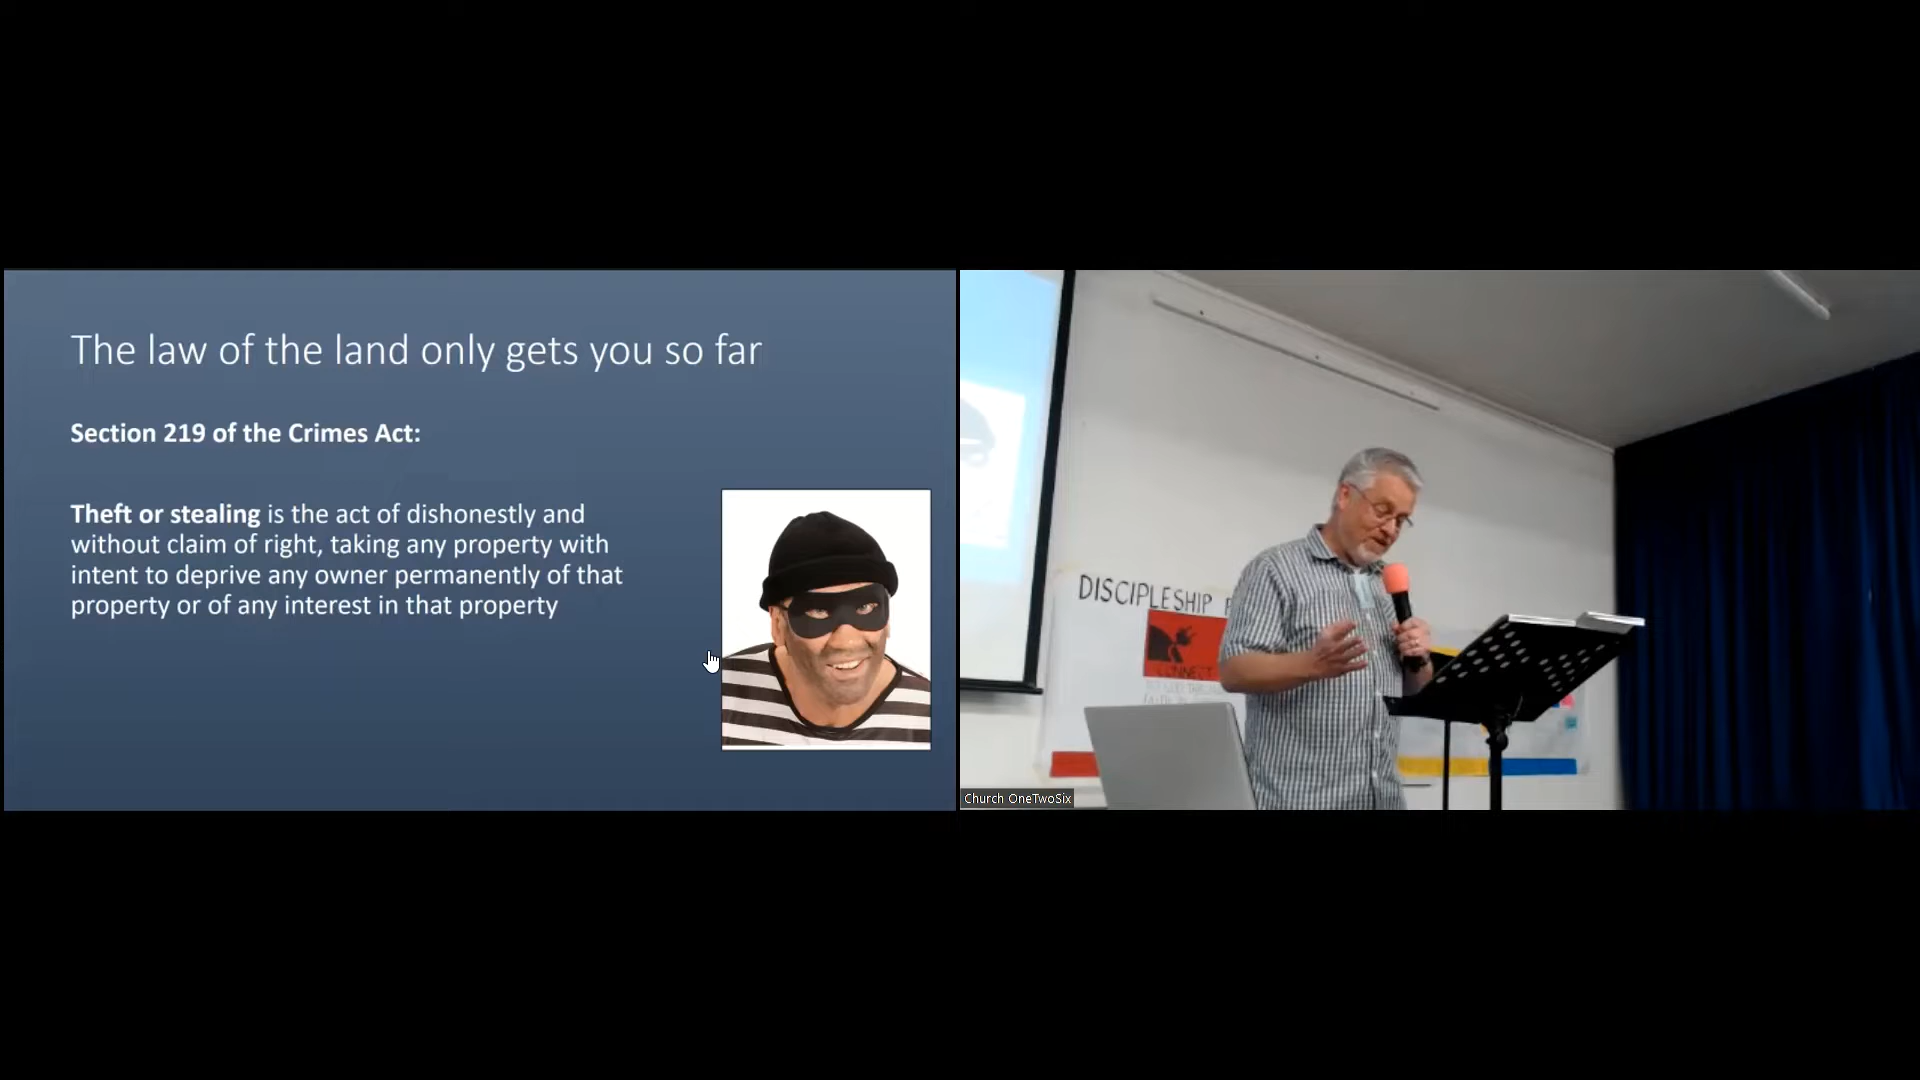 The law of the land only gets you so far
Section 219 of the Crimes Act:
Theft or stealing is the act of dishonestly and
without claim of right, taking any property with
intent to deprive any owner permanently of that
property or of any interest in that property
DISCIPLESHIP
CONNECT
Church OneTwoSix